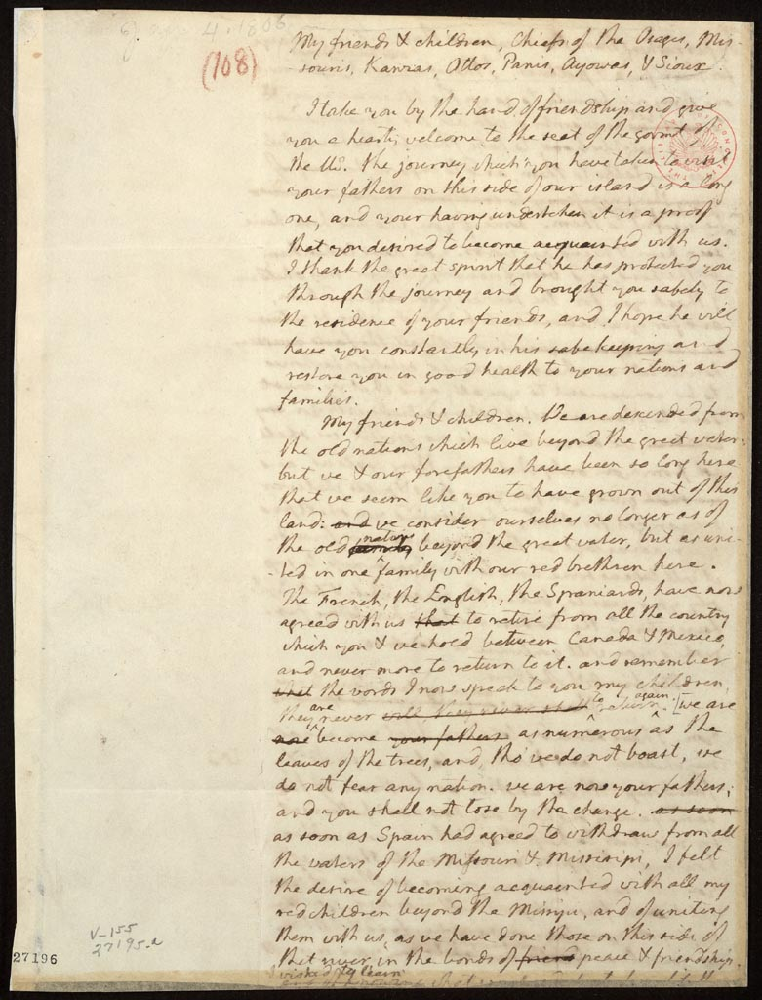 Jan. 4. 1806
(108)
My friends & children, Chiefs of the Osages, Mis-
souris, Kanzas, Ottos, Panis, Ayowas, & Sioux.
I take you by the hand of friendship and give
you a hearty welcome to the seat of the govmt of
the US. the journey which you have taken to visit
your fathers on this side of our island is a long
one, and your having undertaken it is a proof
that you desired to become acquainted with us.
I thank the great spirit that he has protected you
through the journey and brought you safely to
the residence of your friends, and I hope he will
have you constantly in his safekeeping and
restore you in good health to your nations and
families.
My friends & children. We are descended from
the old nations which live beyond the great water:
but we & our forefathers have been so long here
that we seem like you to have grown out of this
land: and we consider ourselves no longer as of
the old nations beyond the great water, but as uni-
-ted in one family with our red brethren here.
The French, the English, the Spaniards, have now
agreed with us that to retire from all the country
which you & we hold between Canada & Mexico,
and never more to return to it. and remember
what the words I now speak to you my children,
they are never will they never shall to return again. [we are
now become your fathers as numerous as the
leaves of the trees, and, tho' we do not boast, we
do not fear any nation. we are now your fathers;
and you shall not lose by the change. as soon
as soon as Spain had agreed to withdraw from all
the waters of the Missouri & Missisipi, I felt
the desire of becoming acquainted with all my
red children beyond the Missipi, and of uniting
them with us, as we have done those on this side of
that river, in the bonds of friend peace & friendship.
I wished to learn
V-155
27195-a
27196